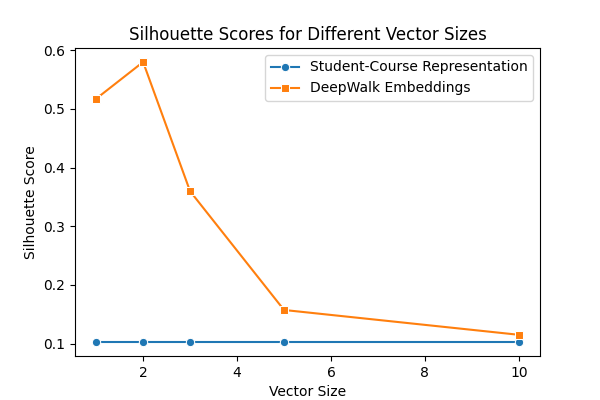 Silhouette Scores for Different Vector Sizes
Student-Course Representation
DeepWalk Embeddings
Silhouette Score
0.6
0.5
0.4
0.3
0.2
0.1
2
4
6
8
10
Vector Size